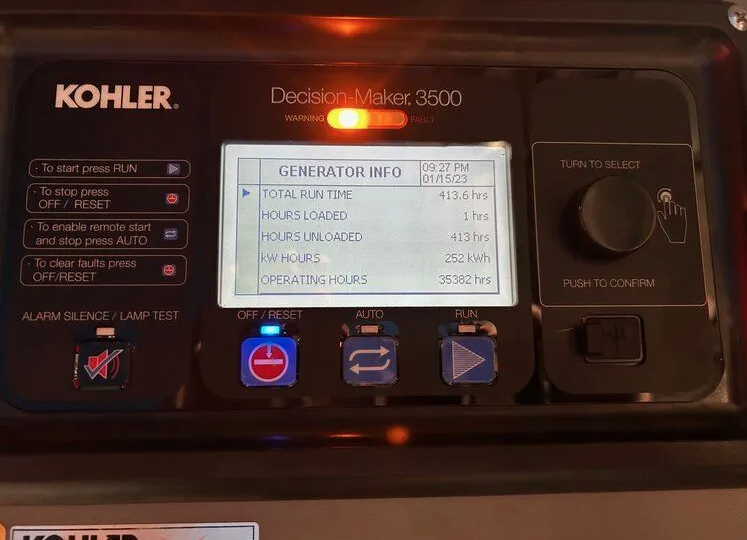 KOHLER®
Decision-Maker® 3500
WARNING FAULT
· To start press RUN
· To stop press
OFF / RESET
· To enable remote start
and stop press AUTO
· To clear faults press
OFF/RESET
GENERATOR INFO
09:27 PM
01/15/23
TOTAL RUN TIME 413.6 hrs
HOURS LOADED 1 hrs
HOURS UNLOADED 413 hrs
kW HOURS 252 kWh
OPERATING HOURS 35382 hrs
TURN TO SELECT
PUSH TO CONFIRM
ALARM SILENCE / LAMP TEST
OFF / RESET
AUTO
RUN
KOHLER